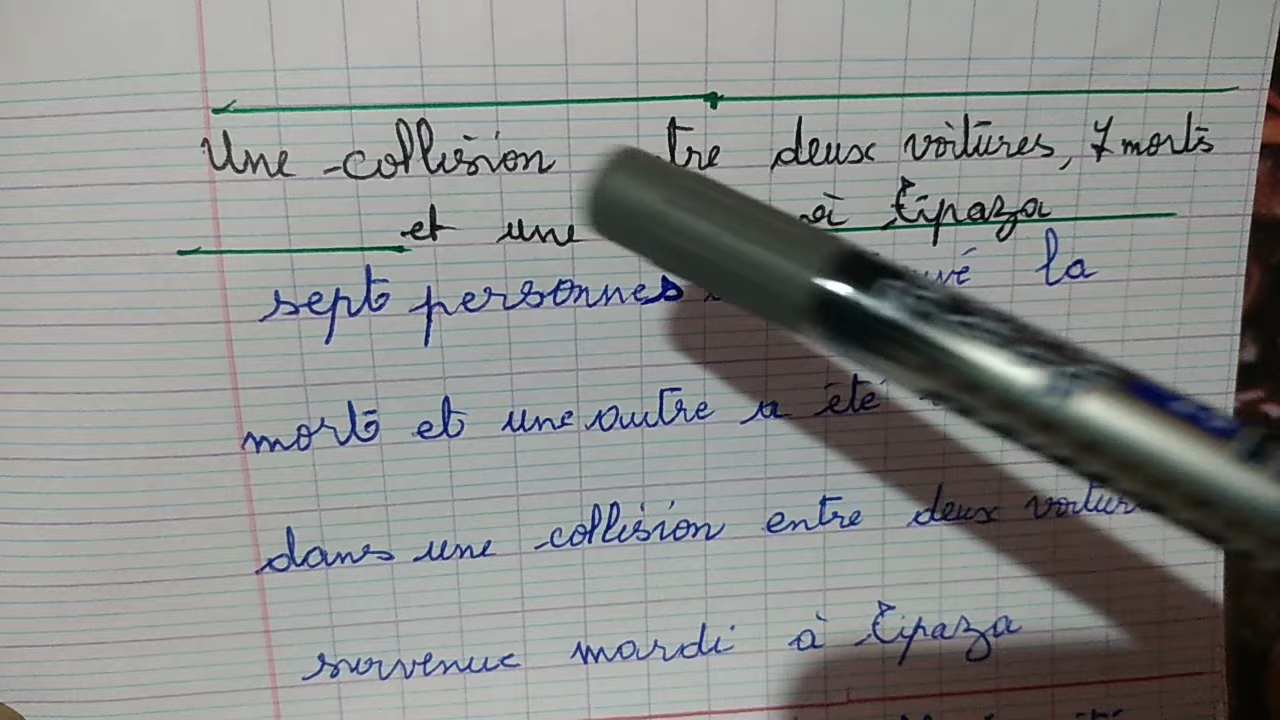 Une collision deux voitures, 7 morts
et une à Tipaza
sept personnes la
mort et une autre a été
dans une collision entre deux
survenue mardi à Tipaza